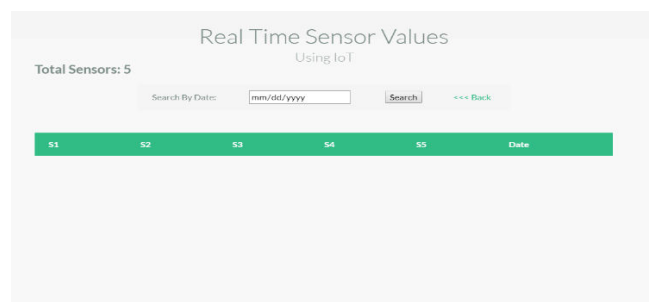 Real Time Sensor Values
Using IoT
Total Sensors: 5
Search By Date: mm/dd/yyyy Search <<< Back
S1 S2 S3 S4 S5 Date